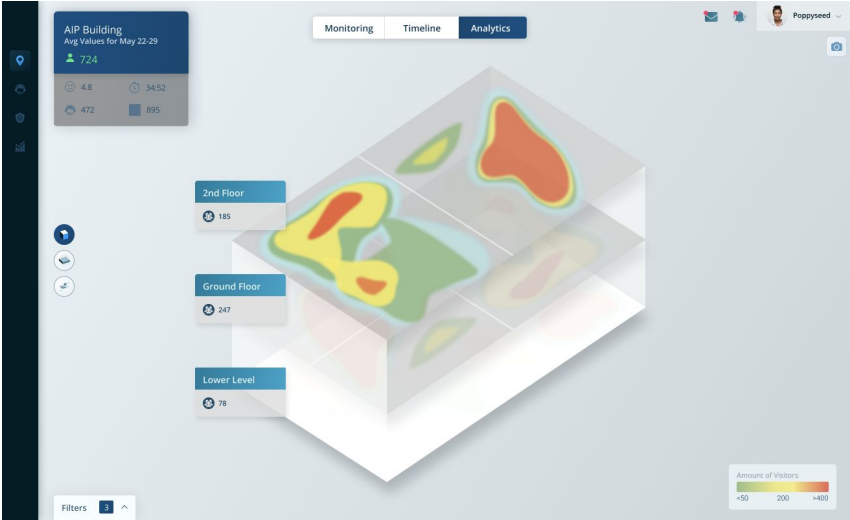 AIP Building
Avg Values for May 22-29
724
4.8
34:52
472
895
Monitoring
Timeline
Analytics
Poppyseed
2nd Floor
185
Ground Floor
247
Lower Level
78
Filters
3
Amount of Visitors
<50
200
>400